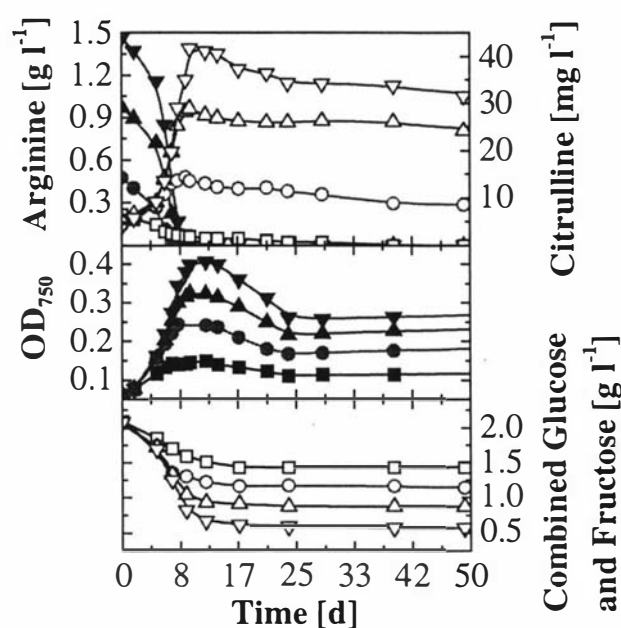 Arginine [g l⁻¹]
1.5
1.2
0.9
0.6
0.3
40
30
20
10
Citrulline [mg l⁻¹]
OD₇₅₀
0.4
0.3
0.2
0.1
2.0
1.5
1.0
0.5
Combined Glucose
and Fructose [g l⁻¹]
0 8 17 25 34 42 50
Time [d]